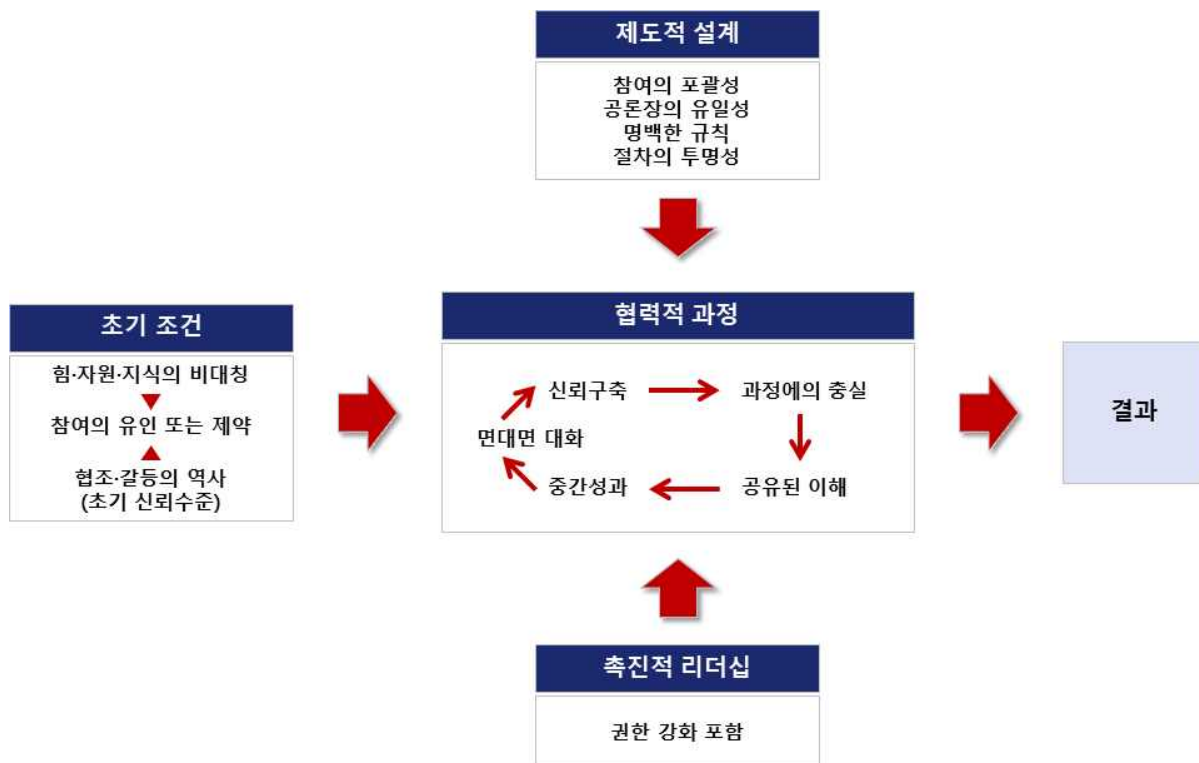 제도적 설계
참여의 포괄성
공론장의 유일성
명백한 규칙
절차의 투명성
초기 조건
힘·자원·지식의 비대칭
참여의 유인 또는 제약
협조·갈등의 역사
(초기 신뢰수준)
협력적 과정
신뢰구축
과정에의 충실
면대면 대화
중간성과
공유된 이해
결과
촉진적 리더십
권한 강화 포함